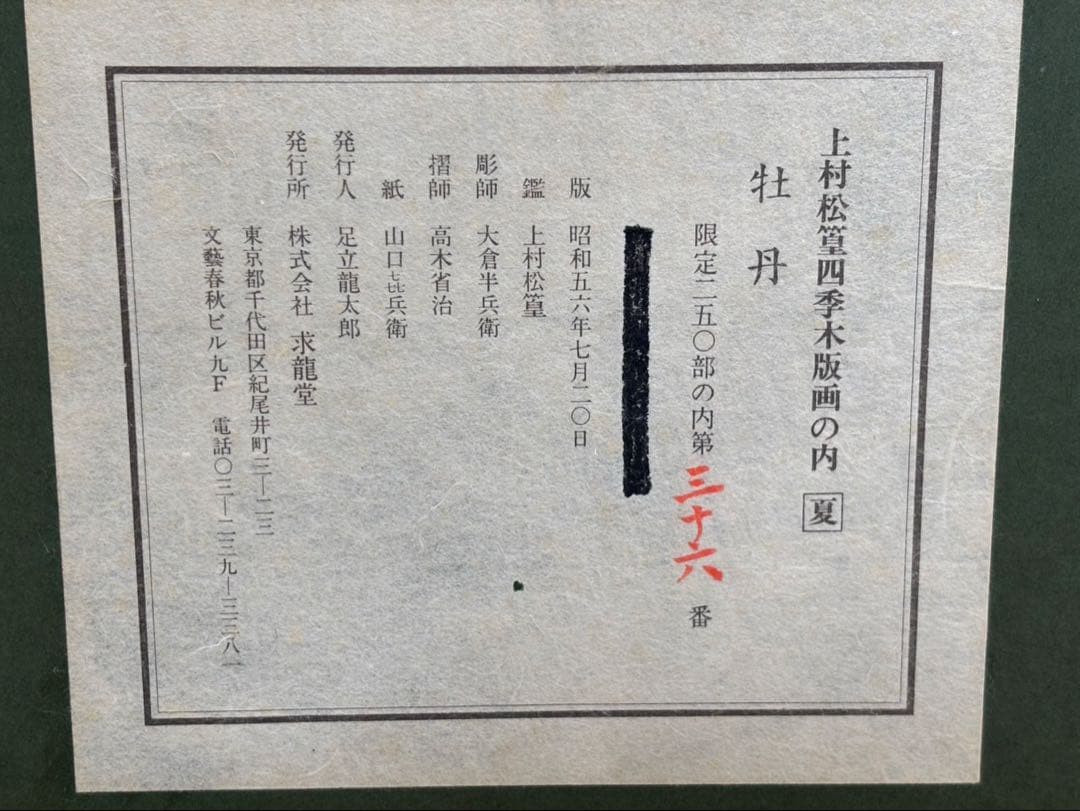 上村松篁四季木版画の内 夏
牡丹
限定二五〇部の内第三十六番
版 昭和五六年七月二〇日
鑑 上村松篁
彫師 大倉半兵衛
摺師 高木省治
紙 山口七㐂兵衛
発行人 足立龍太郎
発行所 株式会社 求龍堂
東京都千代田区紀尾井町三―二三
文藝春秋ビル九F 電話〇三―二三九―三三八一